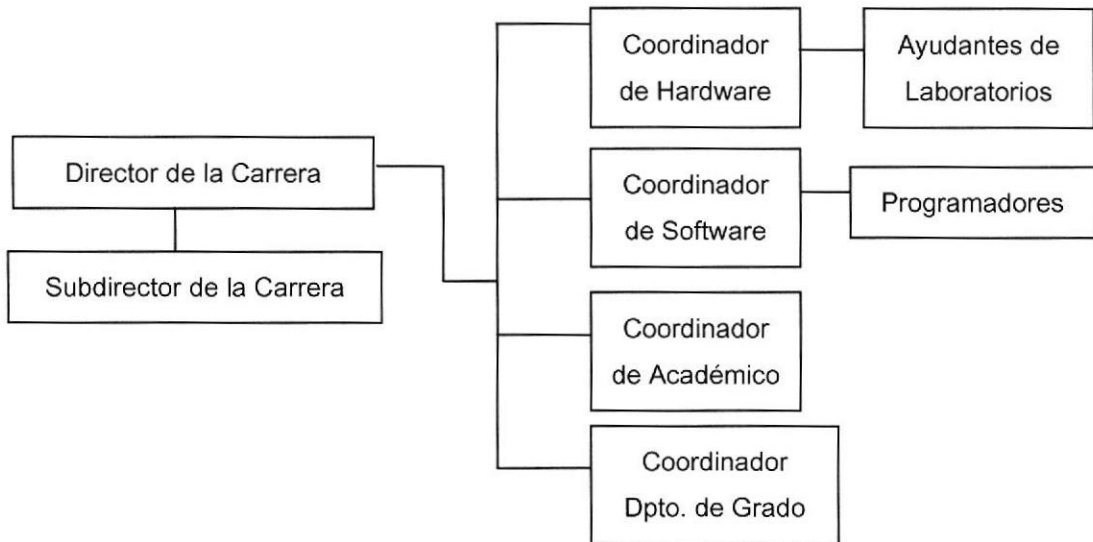 Director de la Carrera
Subdirector de la Carrera
Coordinador
de Hardware
Ayudantes de
Laboratorios
Coordinador
de Software
Programadores
Coordinador
de Académico
Coordinador
Dpto. de Grado